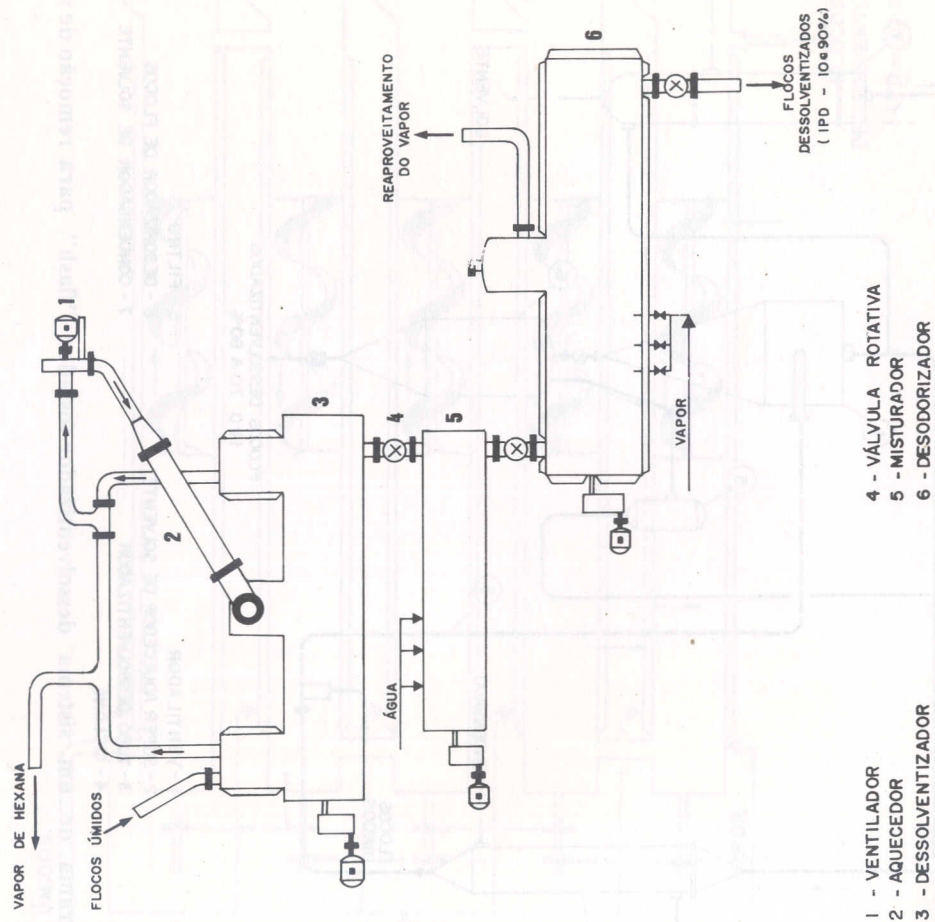 VAPOR DE HEXANA
FLOCOS ÚMIDOS
1
2
3
4
ÁGUA
5
REAPROVEITAMENTO
DO VAPOR
6
VAPOR
FLOCOS
DESSOLVENTIZADOS
( IPD - 10 a 90%)
1 - VENTILADOR
2 - AQUECEDOR
3 - DESSOLVENTIZADOR
4 - VÁLVULA ROTATIVA
5 - MISTURADOR
6 - DESODORIZADOR